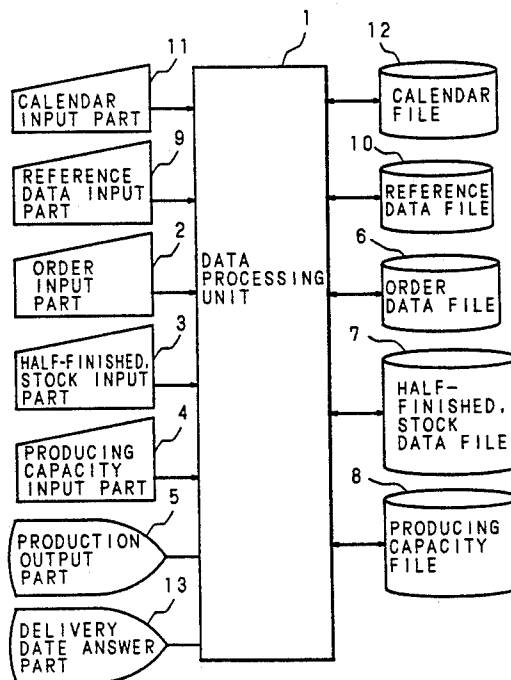 1
11
CALENDAR
INPUT PART
9
REFERENCE
DATA INPUT
PART
2
ORDER
INPUT
PART
3
HALF-FINISHED,
STOCK INPUT
PART
4
PRODUCING
CAPACITY
INPUT PART
5
PRODUCTION
OUTPUT
PART
13
DELIVERY
DATE ANSWER
PART
DATA
PROCESSING
UNIT
12
CALENDAR
FILE
10
REFERENCE
DATA FILE
6
ORDER
DATA FILE
7
HALF-
FINISHED,
STOCK
DATA FILE
8
PRODUCING
CAPACITY
FILE